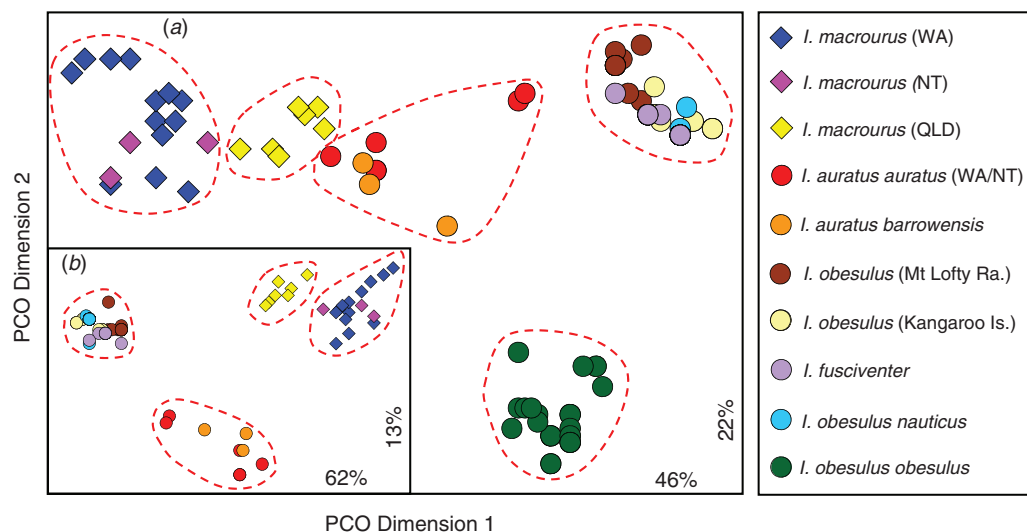 (a)
PCO Dimension 2
(b)
13%
62%
22%
46%
PCO Dimension 1
I. macrourus (WA)
I. macrourus (NT)
I. macrourus (QLD)
I. auratus auratus (WA/NT)
I. auratus barrowensis
I. obesulus (Mt Lofty Ra.)
I. obesulus (Kangaroo Is.)
I. fusciventer
I. obesulus nauticus
I. obesulus obesulus